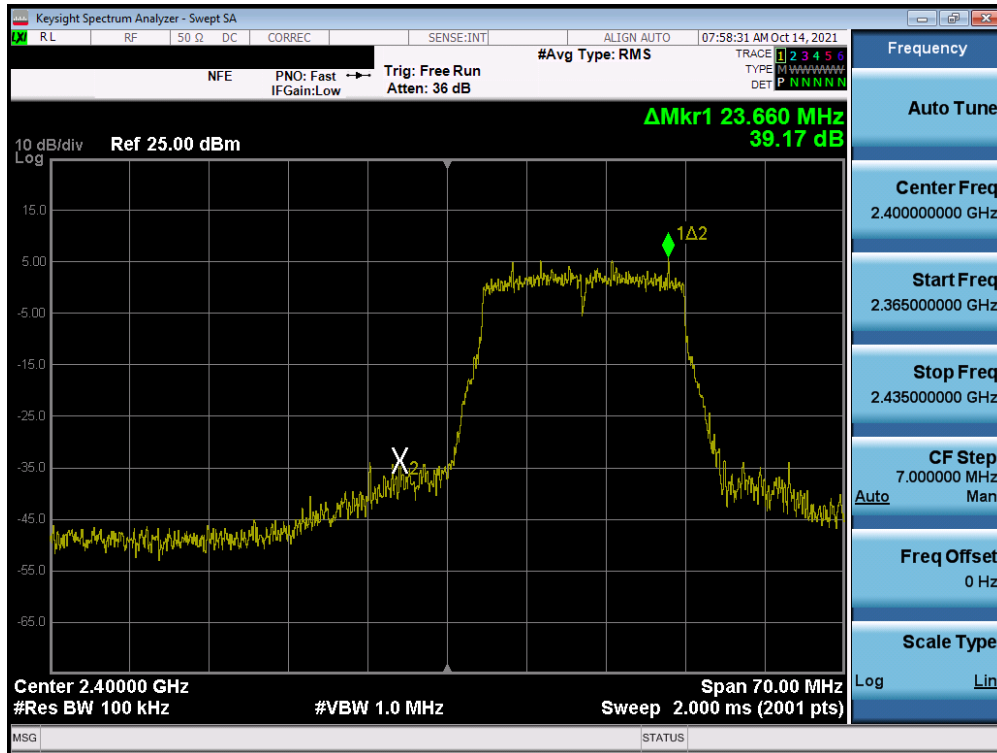 Keysight Spectrum Analyzer - Swept SA
LXI RL RF 50 Ω DC CORREC SENSE:INT ALIGN AUTO 07:58:31 AM Oct 14, 2021
NFE PNO: Fast Trig: Free Run #Avg Type: RMS TRACE 1 2 3 4 5 6
IFGain:Low Atten: 36 dB TYPE M WWWWW
DET P N N N N N
ΔMkr1 23.660 MHz
39.17 dB
10 dB/div Ref 25.00 dBm
Log
15.0
5.00
-5.00
-15.0
-25.0
-35.0
-45.0
-55.0
-65.0
1Δ2
X2
Center 2.40000 GHz Span 70.00 MHz
#Res BW 100 kHz #VBW 1.0 MHz Sweep 2.000 ms (2001 pts)
MSG STATUS
Frequency
Auto Tune
Center Freq
2.400000000 GHz
Start Freq
2.365000000 GHz
Stop Freq
2.435000000 GHz
CF Step
7.000000 MHz
Auto Man
Freq Offset
0 Hz
Scale Type
Log Lin